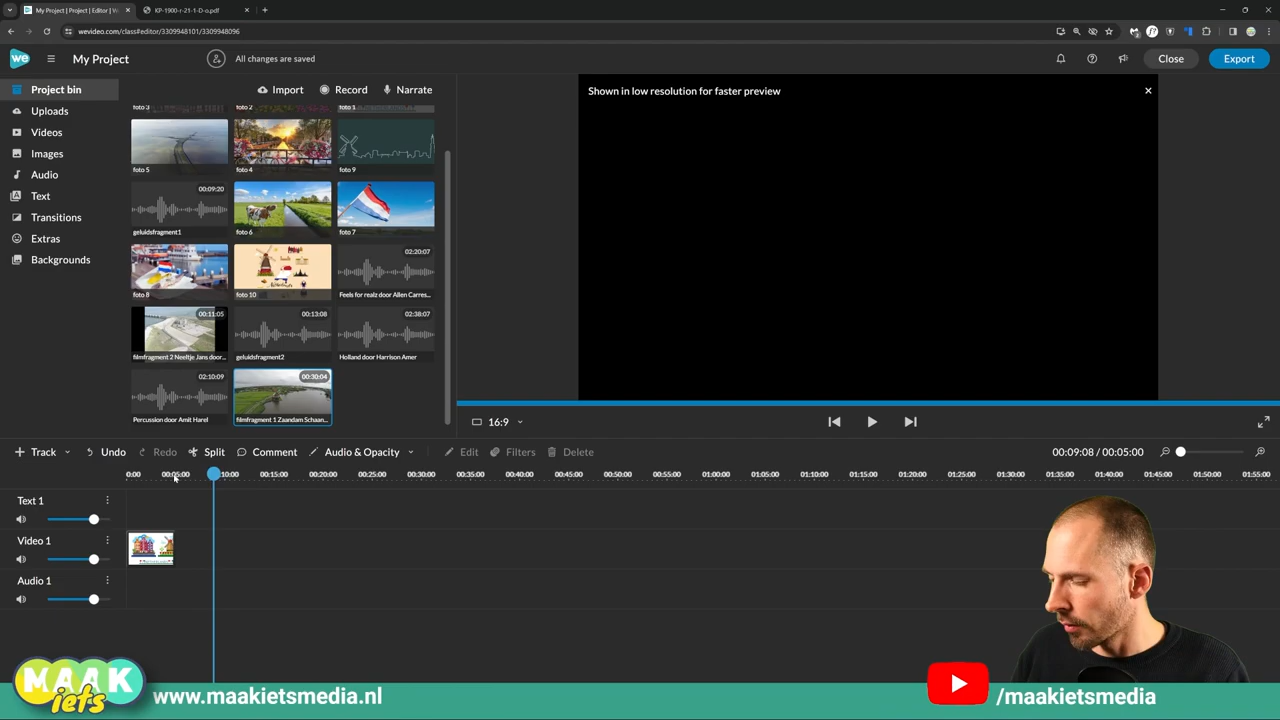 My Project | Project | Editor | V
KP-1900-r-21-1-D-o.pdf
wevideo.com/class#editor/3309948101/3309948096
we
My Project
All changes are saved
Close
Export
Project bin
Uploads
Videos
Images
Audio
Text
Transitions
Extras
Backgrounds
Import
Record
Narrate
foto 3
foto 2
foto 1
foto 5
foto 4
foto 9
00:09:20
geluidsfragment1
foto 6
foto 7
foto 8
foto 10
02:20:07
Feels for realz door Allen Carres...
00:11:05
filmfragment 2 Neeltje Jans door...
00:13:08
geluidsfragment2
02:38:07
Holland door Harrison Amer
02:10:09
Percussion door Amit Harel
00:30:04
filmfragment 1 Zaandam Schaan...
Shown in low resolution for faster preview
16:9
Track
Undo
Redo
Split
Comment
Audio & Opacity
Edit
Filters
Delete
00:09:08 / 00:05:00
0:00 00:05:00 00:10:00 00:15:00 00:20:00 00:25:00 00:30:00 00:35:00 00:40:00 00:45:00 00:50:00 00:55:00 01:00:00 01:05:00 01:10:00 01:15:00 01:20:00 01:25:00 01:30:00 01:35:00 01:40:00 01:45:00 01:50:00 01:55:00
Text 1
Video 1
Audio 1
MAAK
iets
www.maakietsmedia.nl
/maakietsmedia